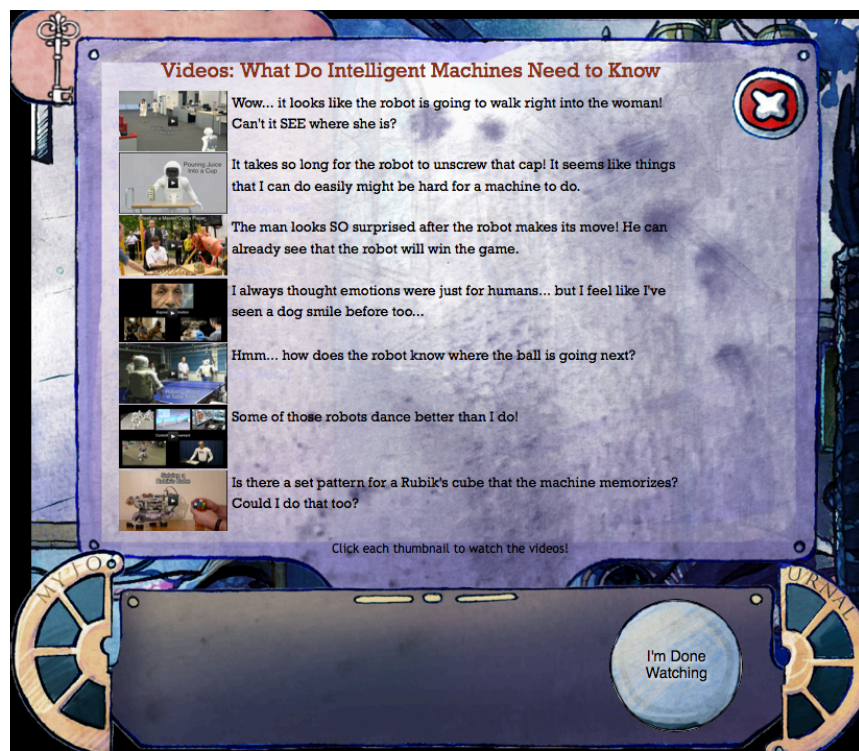 Videos: What Do Intelligent Machines Need to Know
Wow... it looks like the robot is going to walk right into the woman!
Can't it SEE where she is?
Pouring Juice
Into a Cup
It takes so long for the robot to unscrew that cap! It seems like things
that I can do easily might be hard for a machine to do.
The man looks SO surprised after the robot makes its move! He can
already see that the robot will win the game.
I always thought emotions were just for humans... but I feel like I've
seen a dog smile before too...
Hmm... how does the robot know where the ball is going next?
Some of those robots dance better than I do!
Solving a
Rubik's Cube
Is there a set pattern for a Rubik's cube that the machine memorizes?
Could I do that too?
Click each thumbnail to watch the videos!
I'm Done
Watching